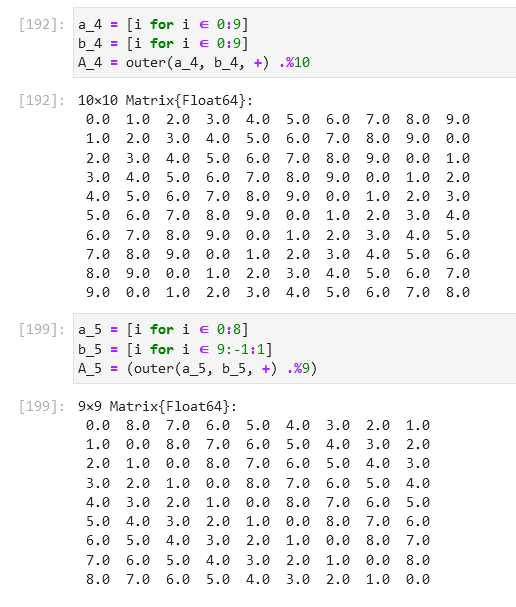 [192]: a_4 = [i for i ∈ 0:9]
b_4 = [i for i ∈ 0:9]
A_4 = outer(a_4, b_4, +) .%10
[192]: 10×10 Matrix{Float64}:
0.0 1.0 2.0 3.0 4.0 5.0 6.0 7.0 8.0 9.0
1.0 2.0 3.0 4.0 5.0 6.0 7.0 8.0 9.0 0.0
2.0 3.0 4.0 5.0 6.0 7.0 8.0 9.0 0.0 1.0
3.0 4.0 5.0 6.0 7.0 8.0 9.0 0.0 1.0 2.0
4.0 5.0 6.0 7.0 8.0 9.0 0.0 1.0 2.0 3.0
5.0 6.0 7.0 8.0 9.0 0.0 1.0 2.0 3.0 4.0
6.0 7.0 8.0 9.0 0.0 1.0 2.0 3.0 4.0 5.0
7.0 8.0 9.0 0.0 1.0 2.0 3.0 4.0 5.0 6.0
8.0 9.0 0.0 1.0 2.0 3.0 4.0 5.0 6.0 7.0
9.0 0.0 1.0 2.0 3.0 4.0 5.0 6.0 7.0 8.0
[199]: a_5 = [i for i ∈ 0:8]
b_5 = [i for i ∈ 9:-1:1]
A_5 = (outer(a_5, b_5, +) .%9)
[199]: 9×9 Matrix{Float64}:
0.0 8.0 7.0 6.0 5.0 4.0 3.0 2.0 1.0
1.0 0.0 8.0 7.0 6.0 5.0 4.0 3.0 2.0
2.0 1.0 0.0 8.0 7.0 6.0 5.0 4.0 3.0
3.0 2.0 1.0 0.0 8.0 7.0 6.0 5.0 4.0
4.0 3.0 2.0 1.0 0.0 8.0 7.0 6.0 5.0
5.0 4.0 3.0 2.0 1.0 0.0 8.0 7.0 6.0
6.0 5.0 4.0 3.0 2.0 1.0 0.0 8.0 7.0
7.0 6.0 5.0 4.0 3.0 2.0 1.0 0.0 8.0
8.0 7.0 6.0 5.0 4.0 3.0 2.0 1.0 0.0